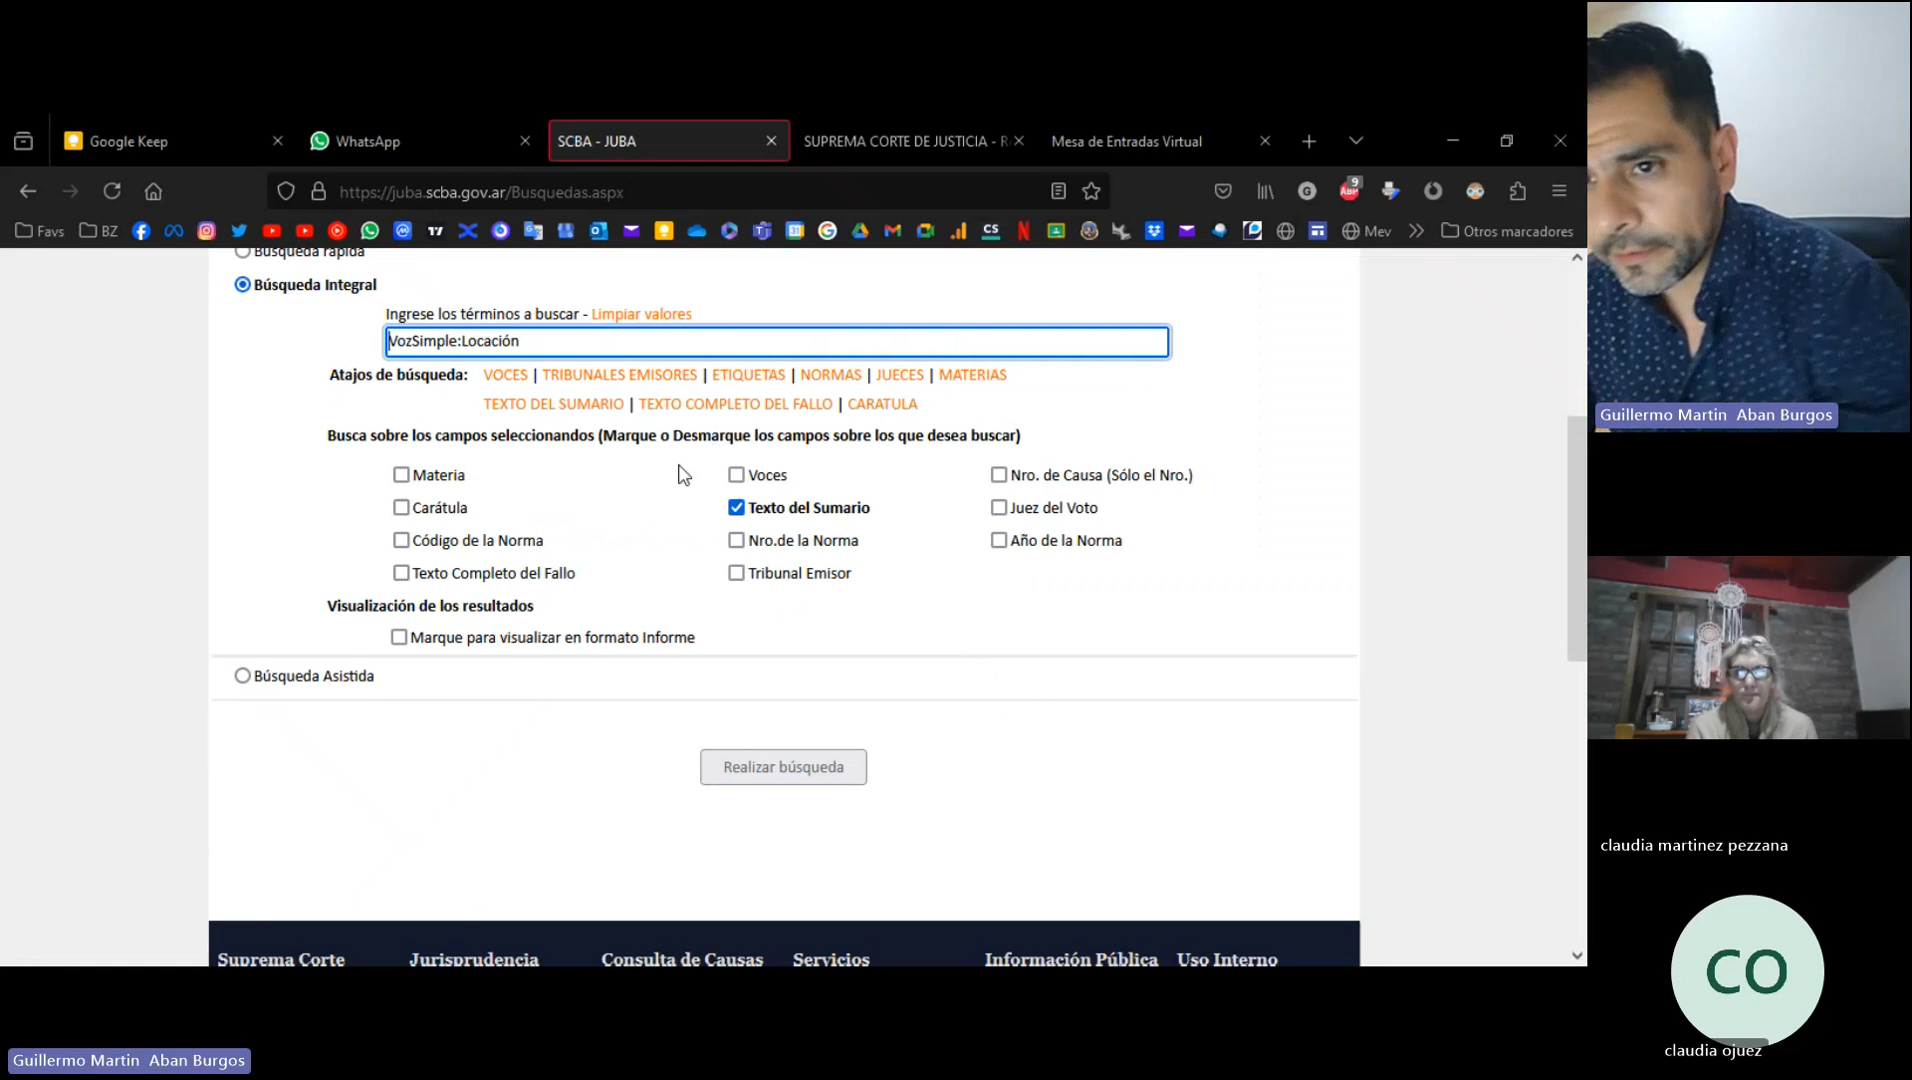 Google Keep
WhatsApp
SCBA - JUBA
SUPREMA CORTE DE JUSTICIA - R
Mesa de Entradas Virtual
https://juba.scba.gov.ar/Busquedas.aspx
9
Favs
BZ
CS
Mev
Otros marcadores
Búsqueda rápida
Búsqueda Integral
Ingrese los términos a buscar - Limpiar valores
VozSimple:Locación
Atajos de búsqueda: VOCES | TRIBUNALES EMISORES | ETIQUETAS | NORMAS | JUECES | MATERIAS
TEXTO DEL SUMARIO | TEXTO COMPLETO DEL FALLO | CARATULA
Busca sobre los campos seleccionandos (Marque o Desmarque los campos sobre los que desea buscar)
Materia
Voces
Nro. de Causa (Sólo el Nro.)
Carátula
Texto del Sumario
Juez del Voto
Código de la Norma
Nro.de la Norma
Año de la Norma
Texto Completo del Fallo
Tribunal Emisor
Visualización de los resultados
Marque para visualizar en formato Informe
Búsqueda Asistida
Realizar búsqueda
Suprema Corte
Jurisprudencia
Consulta de Causas
Servicios
Información Pública
Uso Interno
Guillermo Martin Aban Burgos
claudia martinez pezzana
CO
claudia ojuez
Guillermo Martin Aban Burgos